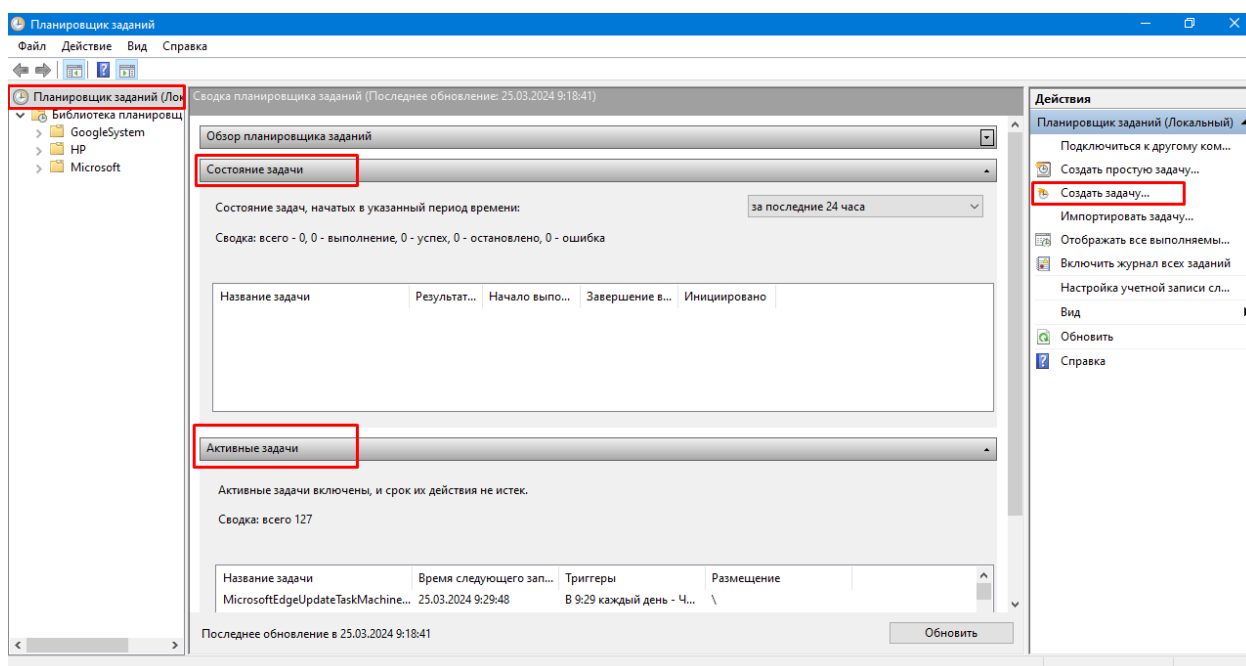 Планировщик заданий
Файл Действие Вид Справка
Планировщик заданий (Лок
Библиотека планировщ
GoogleSystem
HP
Microsoft
Сводка планировщика заданий (Последнее обновление: 25.03.2024 9:18:41)
Обзор планировщика заданий
Состояние задачи
Состояние задач, начатых в указанный период времени:
за последние 24 часа
Сводка: всего - 0, 0 - выполнение, 0 - успех, 0 - остановлено, 0 - ошибка
Название задачи Результат... Начало выпо... Завершение в... Инициировано
Активные задачи
Активные задачи включены, и срок их действия не истек.
Сводка: всего 127
Название задачи Время следующего зап... Триггеры Размещение
MicrosoftEdgeUpdateTaskMachine... 25.03.2024 9:29:48 В 9:29 каждый день - Ч... \
Последнее обновление в 25.03.2024 9:18:41
Обновить
Действия
Планировщик заданий (Локальный)
Подключиться к другому ком...
Создать простую задачу...
Создать задачу...
Импортировать задачу...
Отображать все выполняемы...
Включить журнал всех заданий
Настройка учетной записи сл...
Вид
Обновить
Справка